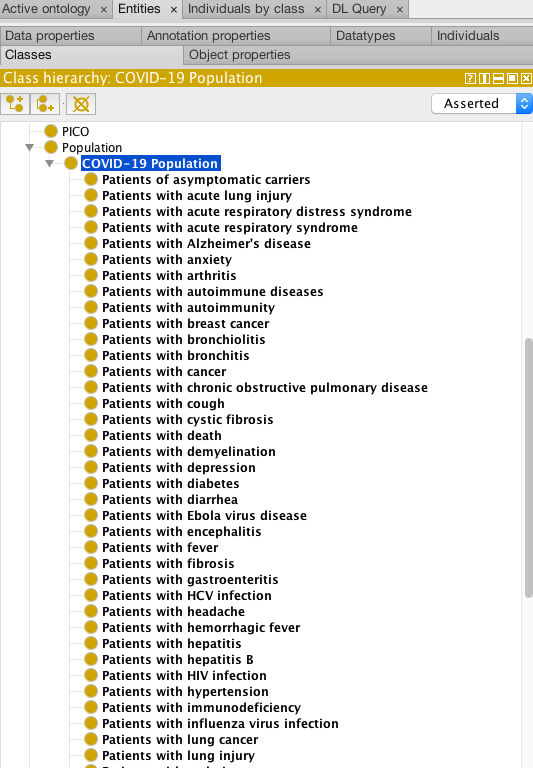 Active ontology × Entities × Individuals by class × DL Query ×
Data properties Annotation properties Datatypes Individuals
Classes Object properties
Class hierarchy: COVID-19 Population
Asserted
PICO
Population
COVID-19 Population
Patients of asymptomatic carriers
Patients with acute lung injury
Patients with acute respiratory distress syndrome
Patients with acute respiratory syndrome
Patients with Alzheimer's disease
Patients with anxiety
Patients with arthritis
Patients with autoimmune diseases
Patients with autoimmunity
Patients with breast cancer
Patients with bronchiolitis
Patients with bronchitis
Patients with cancer
Patients with chronic obstructive pulmonary disease
Patients with cough
Patients with cystic fibrosis
Patients with death
Patients with demyelination
Patients with depression
Patients with diabetes
Patients with diarrhea
Patients with Ebola virus disease
Patients with encephalitis
Patients with fever
Patients with fibrosis
Patients with gastroenteritis
Patients with HCV infection
Patients with headache
Patients with hemorrhagic fever
Patients with hepatitis
Patients with hepatitis B
Patients with HIV infection
Patients with hypertension
Patients with immunodeficiency
Patients with influenza virus infection
Patients with lung cancer
Patients with lung injury